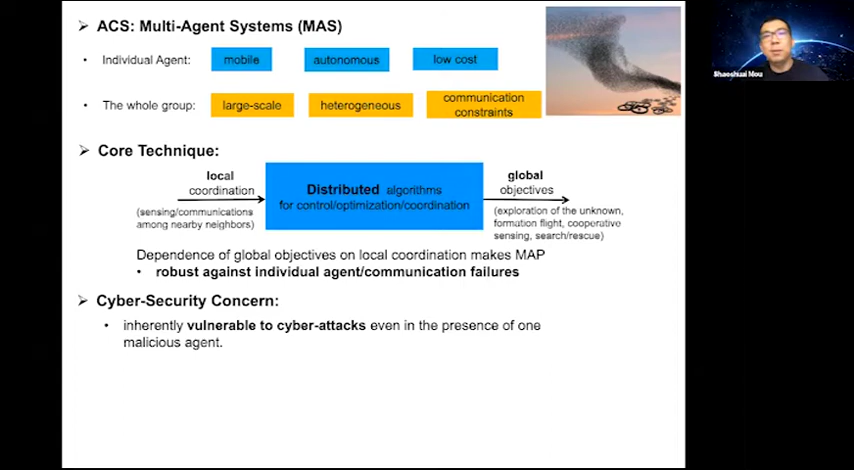 ➢ ACS: Multi-Agent Systems (MAS)
• Individual Agent: mobile autonomous low cost
• The whole group: large-scale heterogeneous communication constraints
➢ Core Technique:
local
coordination
(sensing/communications
among nearby neighbors)
Distributed algorithms
for control/optimization/coordination
global
objectives
(exploration of the unknown,
formation flight, cooperative
sensing, search/rescue)
Dependence of global objectives on local coordination makes MAP
• robust against individual agent/communication failures
➢ Cyber-Security Concern:
• inherently vulnerable to cyber-attacks even in the presence of one
malicious agent.
Shaoshuai Mou